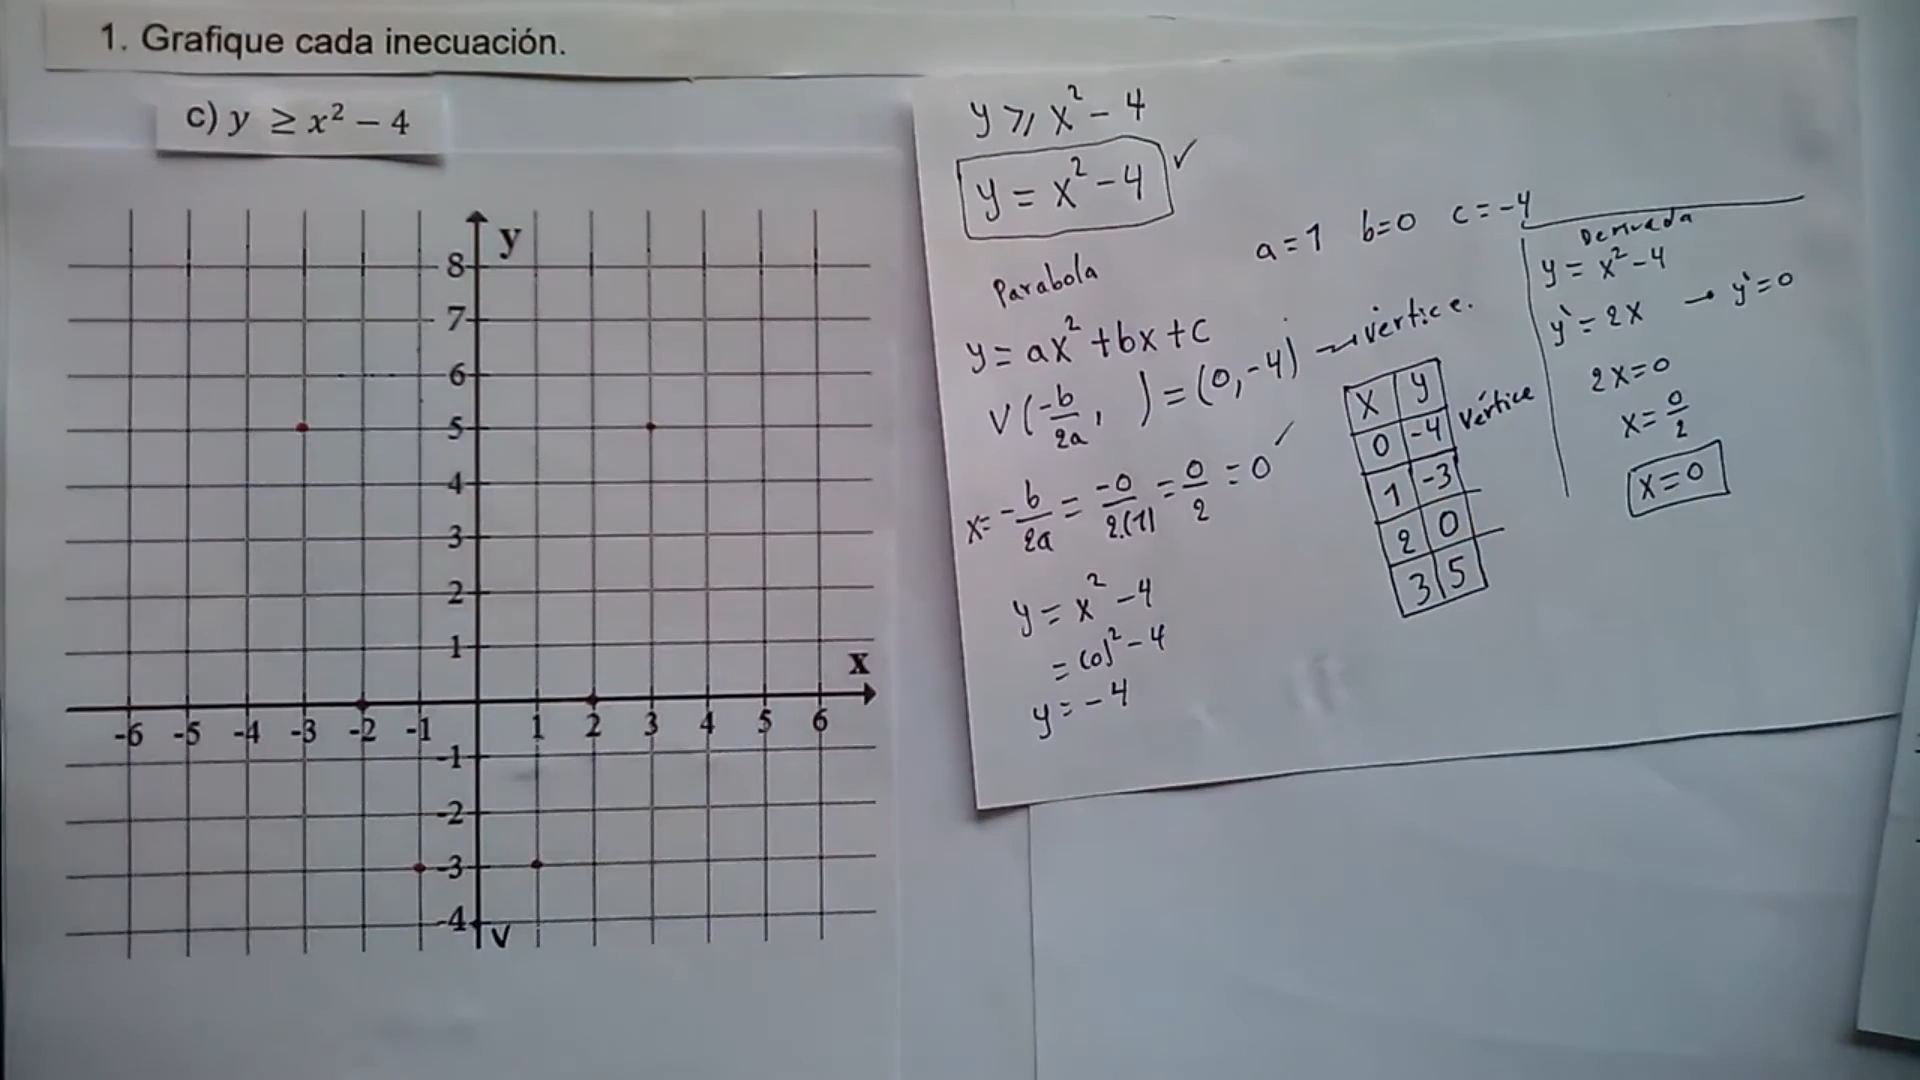 1. Grafique cada inecuación.
c) y ≥ x² − 4
y
8
7
6
5
4
3
2
1
x
-6 -5 -4 -3 -2 -1 1 2 3 4 5 6
-1
-2
-3
-4
V
y ≥ x² − 4
y = x² − 4 ✓
a = 1 b = 0 c = −4
Parabola
y = ax² + bx + c
V(-b/2a, ) = (0, -4) → vértice.
x = -b/2a = -0/2.(1) = 0/2 = 0 ✓
y = x² − 4
= (0)² − 4
y = − 4
x y
0 -4 Vértice
1 -3
2 0
3 5
Derivada
y = x² − 4
y' = 2x → y' = 0
2x = 0
x = 0/2
x = 0